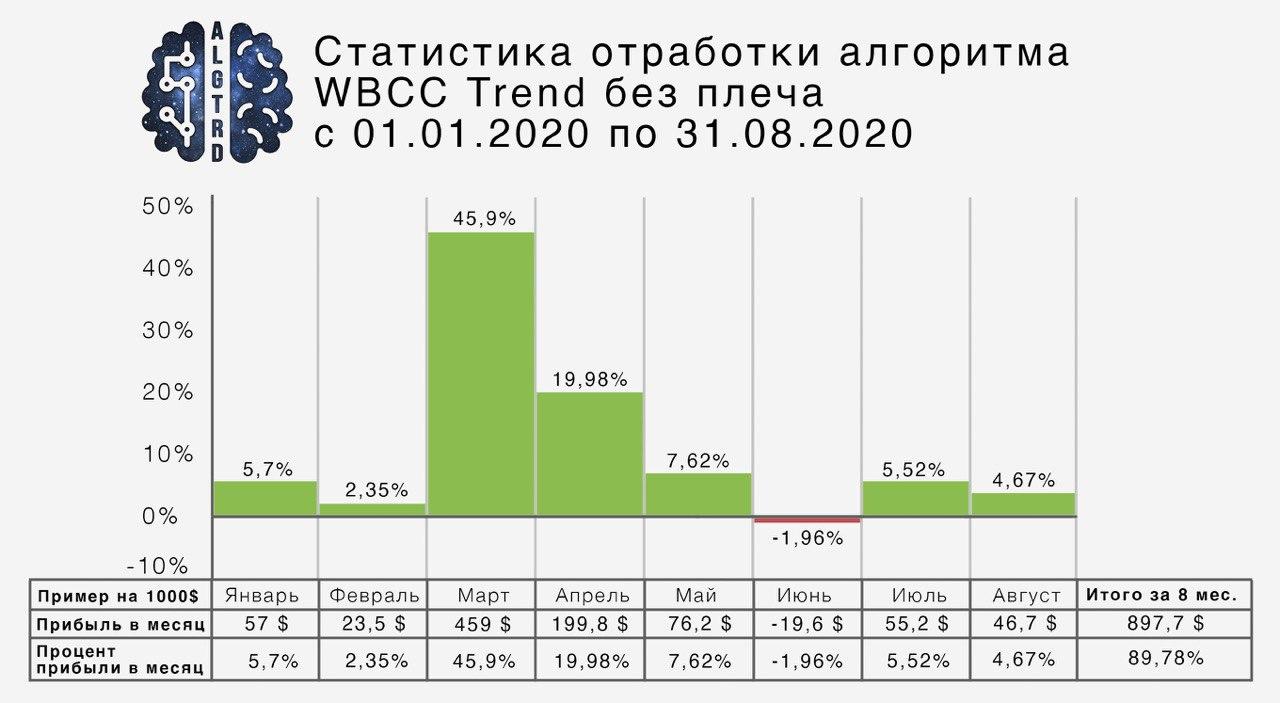 ALGTRD
Статистика отработки алгоритма
WBCC Trend без плеча
с 01.01.2020 по 31.08.2020
50%
40%
30%
20%
10%
0%
-10%
5,7%
2,35%
45,9%
19,98%
7,62%
-1,96%
5,52%
4,67%
Пример на 1000$ Январь Февраль Март Апрель Май Июнь Июль Август Итого за 8 мес.
Прибыль в месяц 57 $ 23,5 $ 459 $ 199,8 $ 76,2 $ -19,6 $ 55,2 $ 46,7 $ 897,7 $
Процент
прибыли в месяц 5,7% 2,35% 45,9% 19,98% 7,62% -1,96% 5,52% 4,67% 89,78%